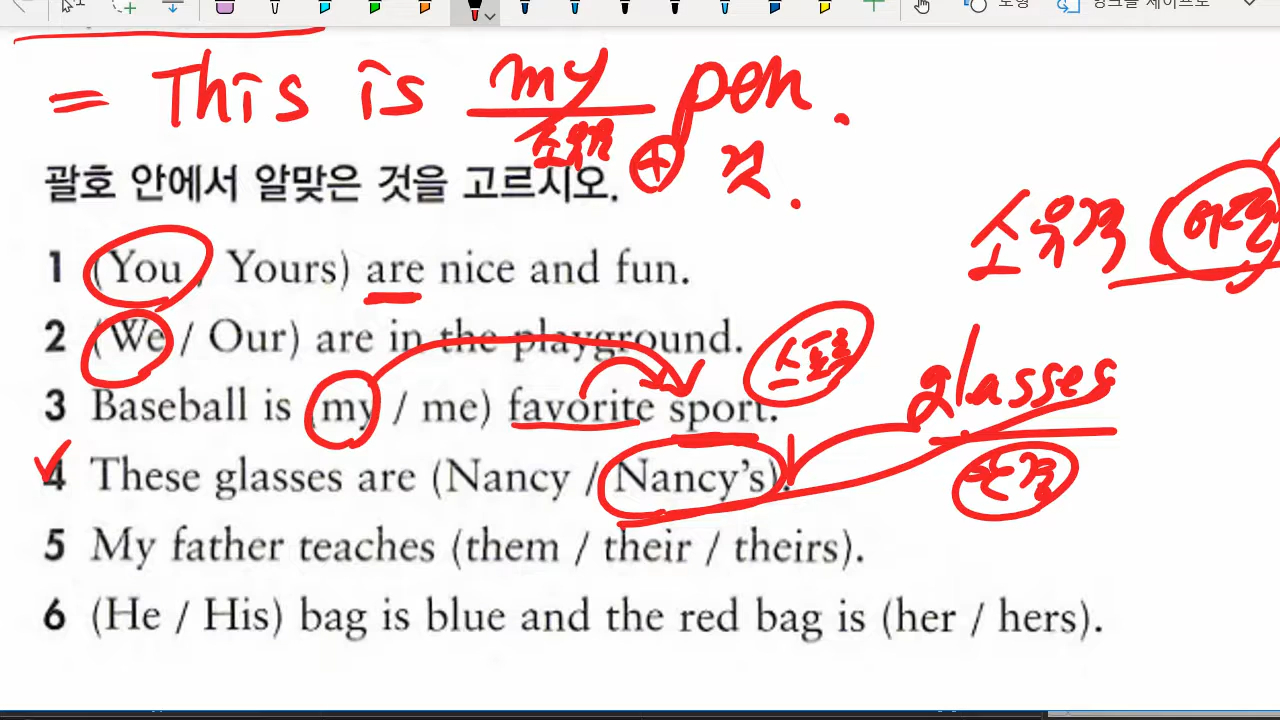 = This is my pen.
소유격 + 것.
괄호 안에서 알맞은 것을 고르시오.
소유격
1 (You / Yours) are nice and fun.
2 (We / Our) are in the playground.
스포츠
glasses
3 Baseball is (my / me) favorite sport.
4 These glasses are (Nancy / Nancy's).
안경
5 My father teaches (them / their / theirs).
6 (He / His) bag is blue and the red bag is (her / hers).